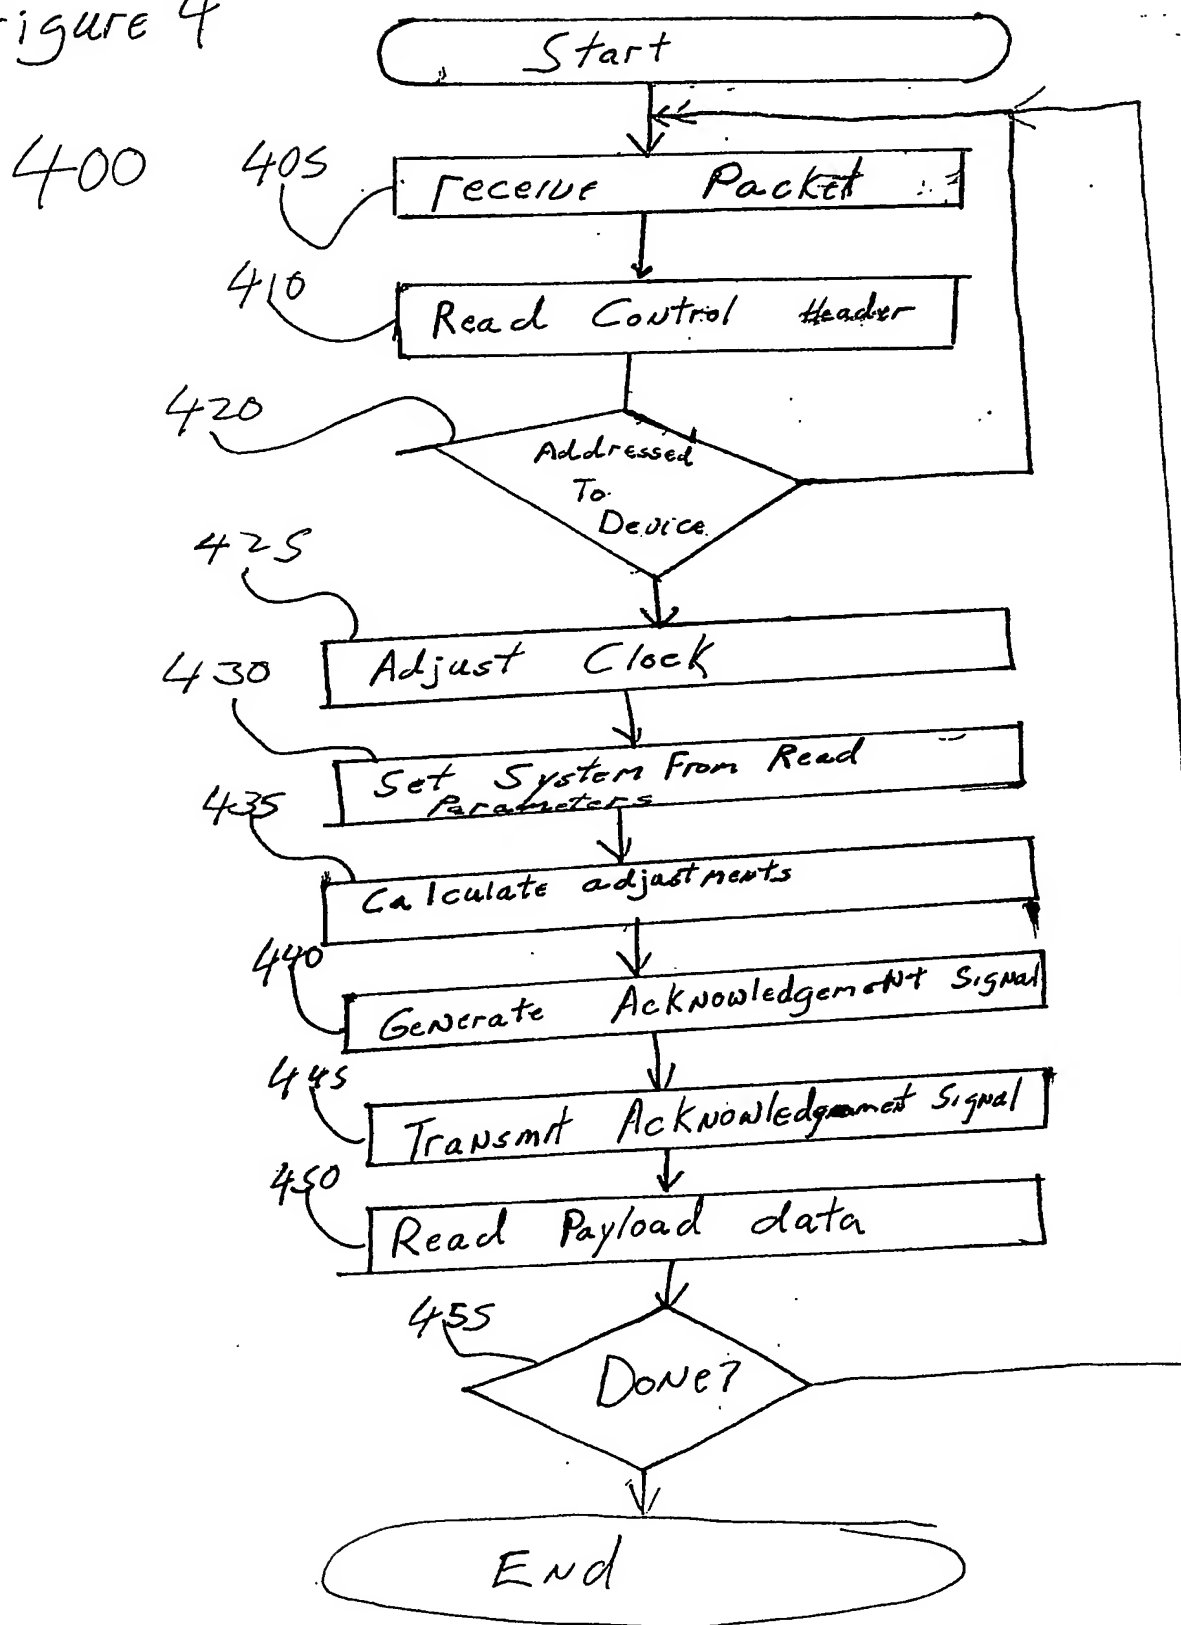 Figure 4
Start
400
405
receive Packet
410
Read Control Header
420
Addressed
To
Device
425
Adjust Clock
430
Set System From Read
Parameters
435
Calculate adjustments
440
Generate Acknowledgement Signal
445
Transmit Acknowledgment Signal
450
Read Payload data
455
Done?
End